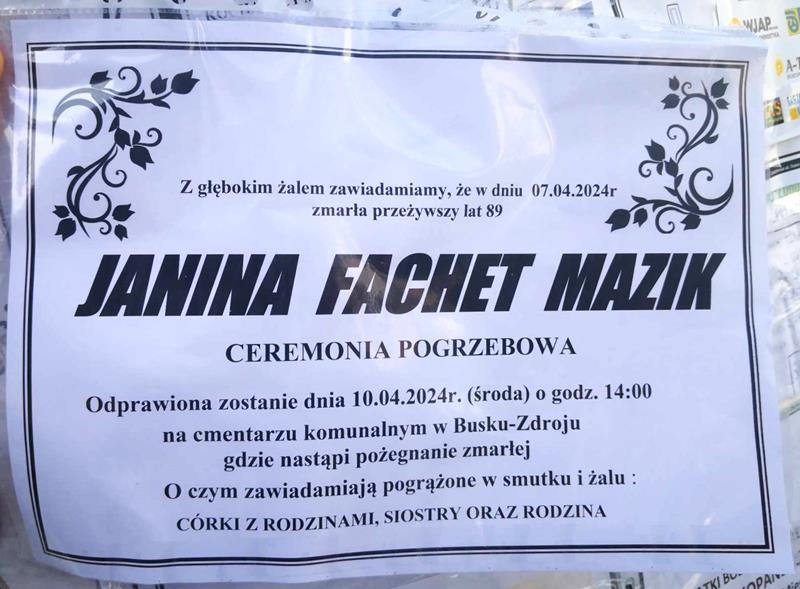 Z głębokim żalem zawiadamiamy, że w dniu 07.04.2024r
zmarła przeżywszy lat 89
JANINA FACHET MAZIK
CEREMONIA POGRZEBOWA
Odprawiona zostanie dnia 10.04.2024r. (środa) o godz. 14:00
na cmentarzu komunalnym w Busku-Zdroju
gdzie nastąpi pożegnanie zmarłej
O czym zawiadamiają pogrążone w smutku i żalu :
CÓRKI Z RODZINAMI, SIOSTRY ORAZ RODZINA
WJAP